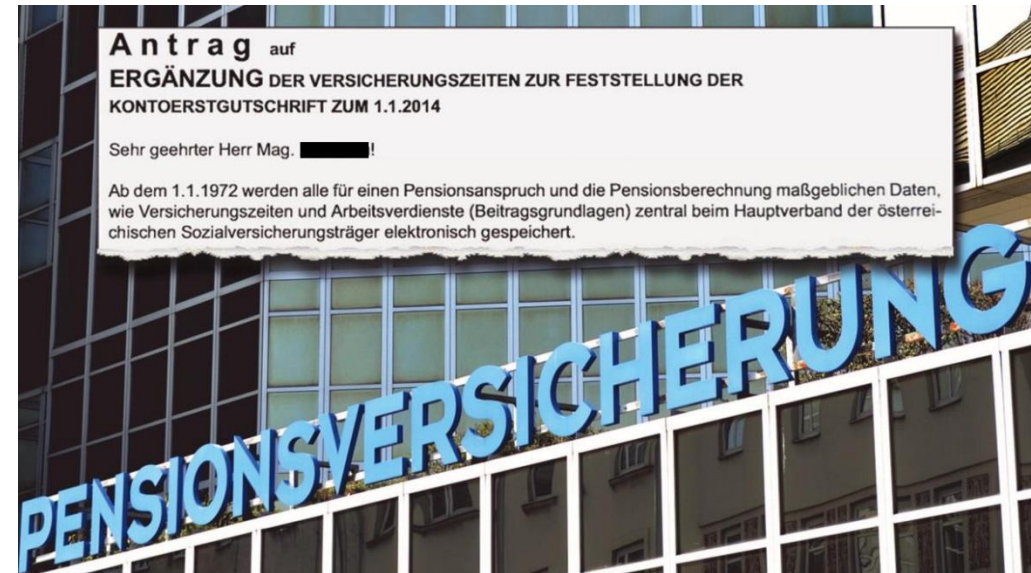 Antrag auf
ERGÄNZUNG DER VERSICHERUNGSZEITEN ZUR FESTSTELLUNG DER
KONTOERSTGUTSCHRIFT ZUM 1.1.2014
Sehr geehrter Herr Mag. !
Ab dem 1.1.1972 werden alle für einen Pensionsanspruch und die Pensionsberechnung maßgeblichen Daten,
wie Versicherungszeiten und Arbeitsverdienste (Beitragsgrundlagen) zentral beim Hauptverband der österrei-
chischen Sozialversicherungsträger elektronisch gespeichert.
PENSIONSVERSICHERUNG